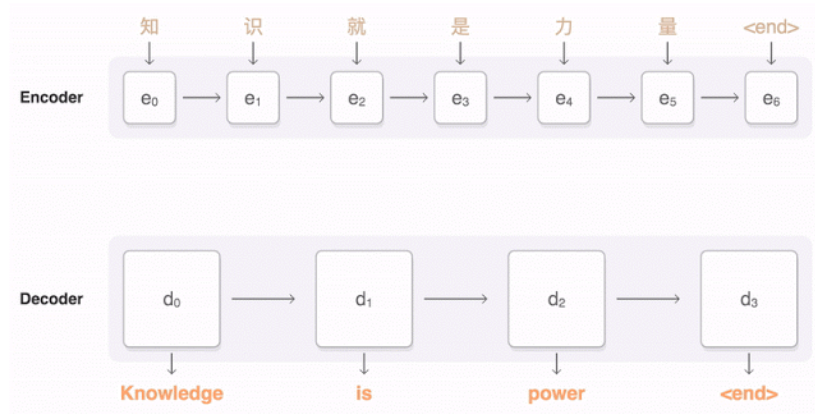 知 识 就 是 力 量 <end>
Encoder e₀ e₁ e₂ e₃ e₄ e₅ e₆
Decoder d₀ d₁ d₂ d₃
Knowledge is power <end>